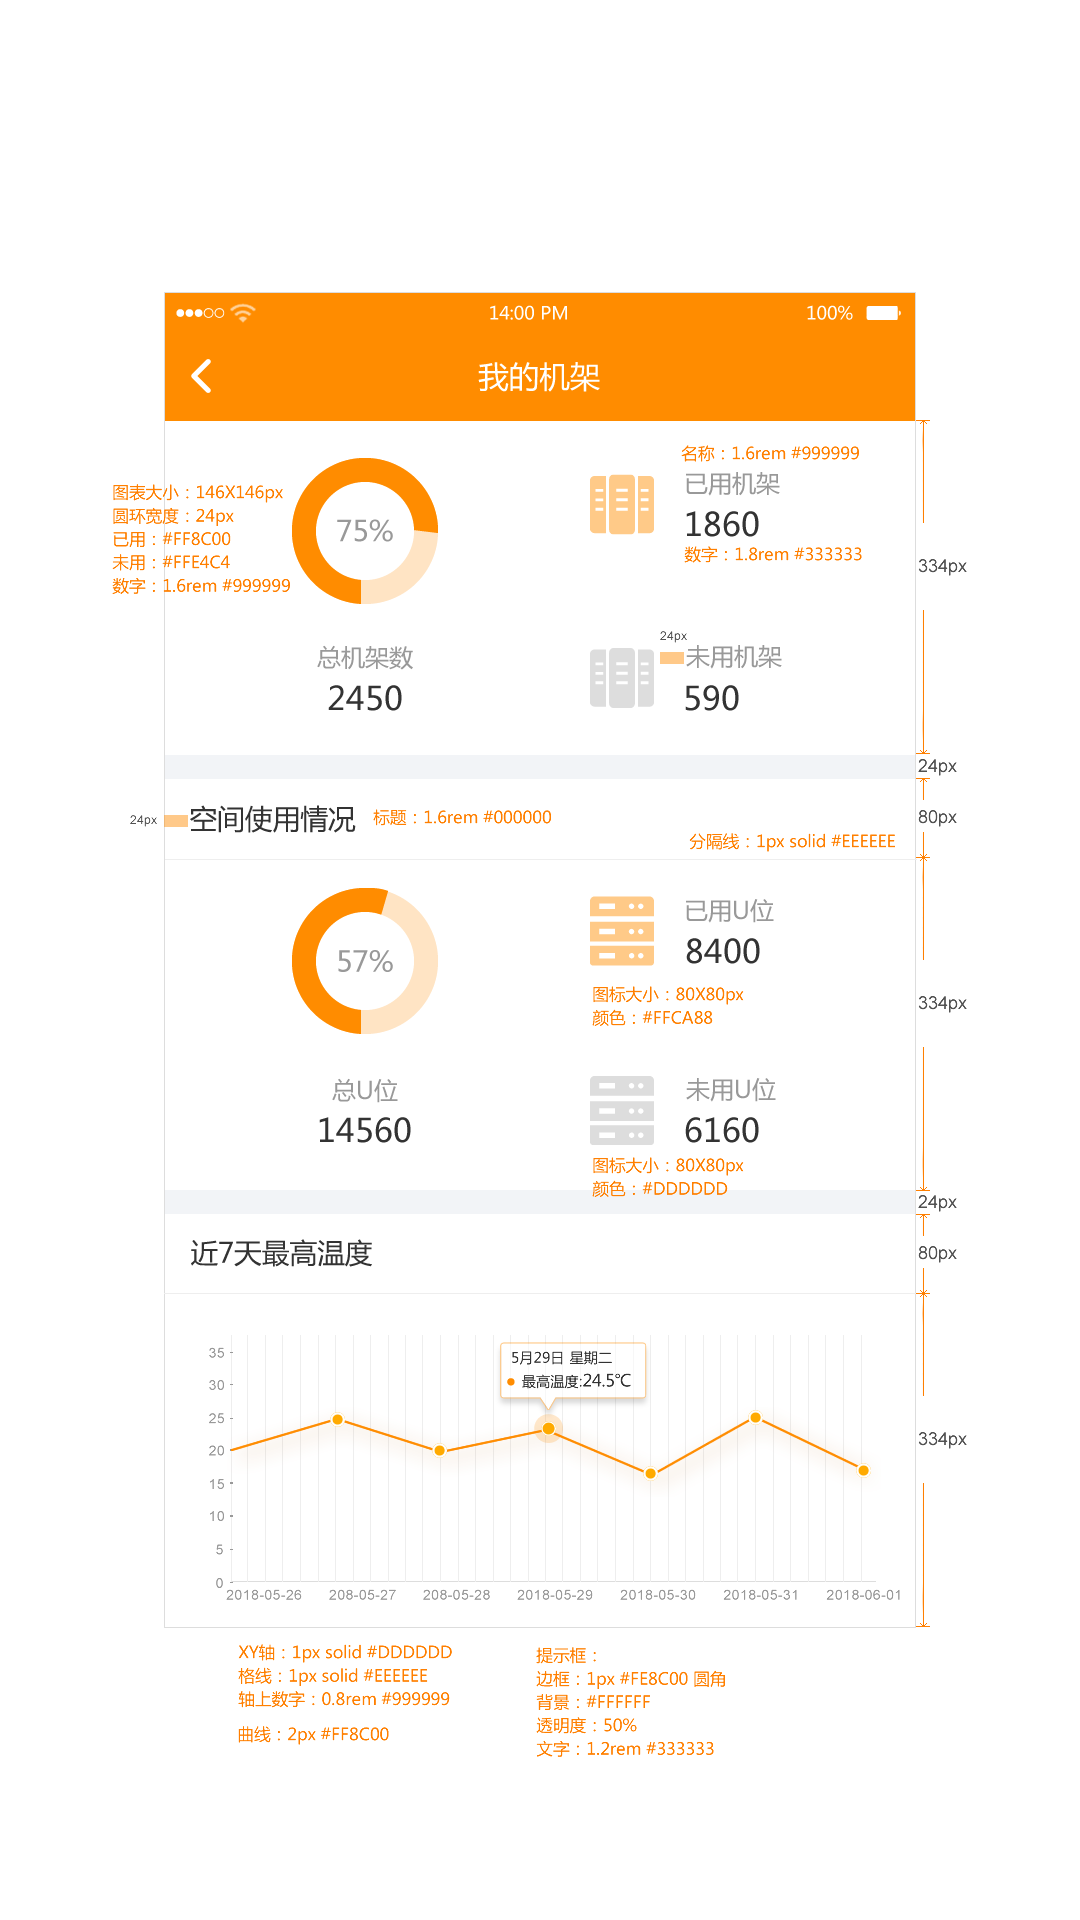 14:00 PM
100%
我的机架
图表大小：146X146px
圆环宽度：24px
已用：#FF8C00
未用：#FFE4C4
数字：1.6rem #999999
75%
名称：1.6rem #999999
已用机架
1860
数字：1.8rem #333333
334px
总机架数
2450
24px
未用机架
590
24px
24px
空间使用情况
标题：1.6rem #000000
80px
分隔线：1px solid #EEEEEE
57%
已用U位
8400
图标大小：80X80px
颜色：#FFCA88
334px
总U位
14560
未用U位
6160
图标大小：80X80px
颜色：#DDDDDD
24px
近7天最高温度
80px
5月29日 星期二
最高温度:24.5℃
35
30
25
20
15
10
5
0
334px
2018-05-26
208-05-27
208-05-28
2018-05-29
2018-05-30
2018-05-31
2018-06-01
XY轴：1px solid #DDDDDD
格线：1px solid #EEEEEE
轴上数字：0.8rem #999999
曲线：2px #FF8C00
提示框：
边框：1px #FE8C00 圆角
背景：#FFFFFF
透明度：50%
文字：1.2rem #333333